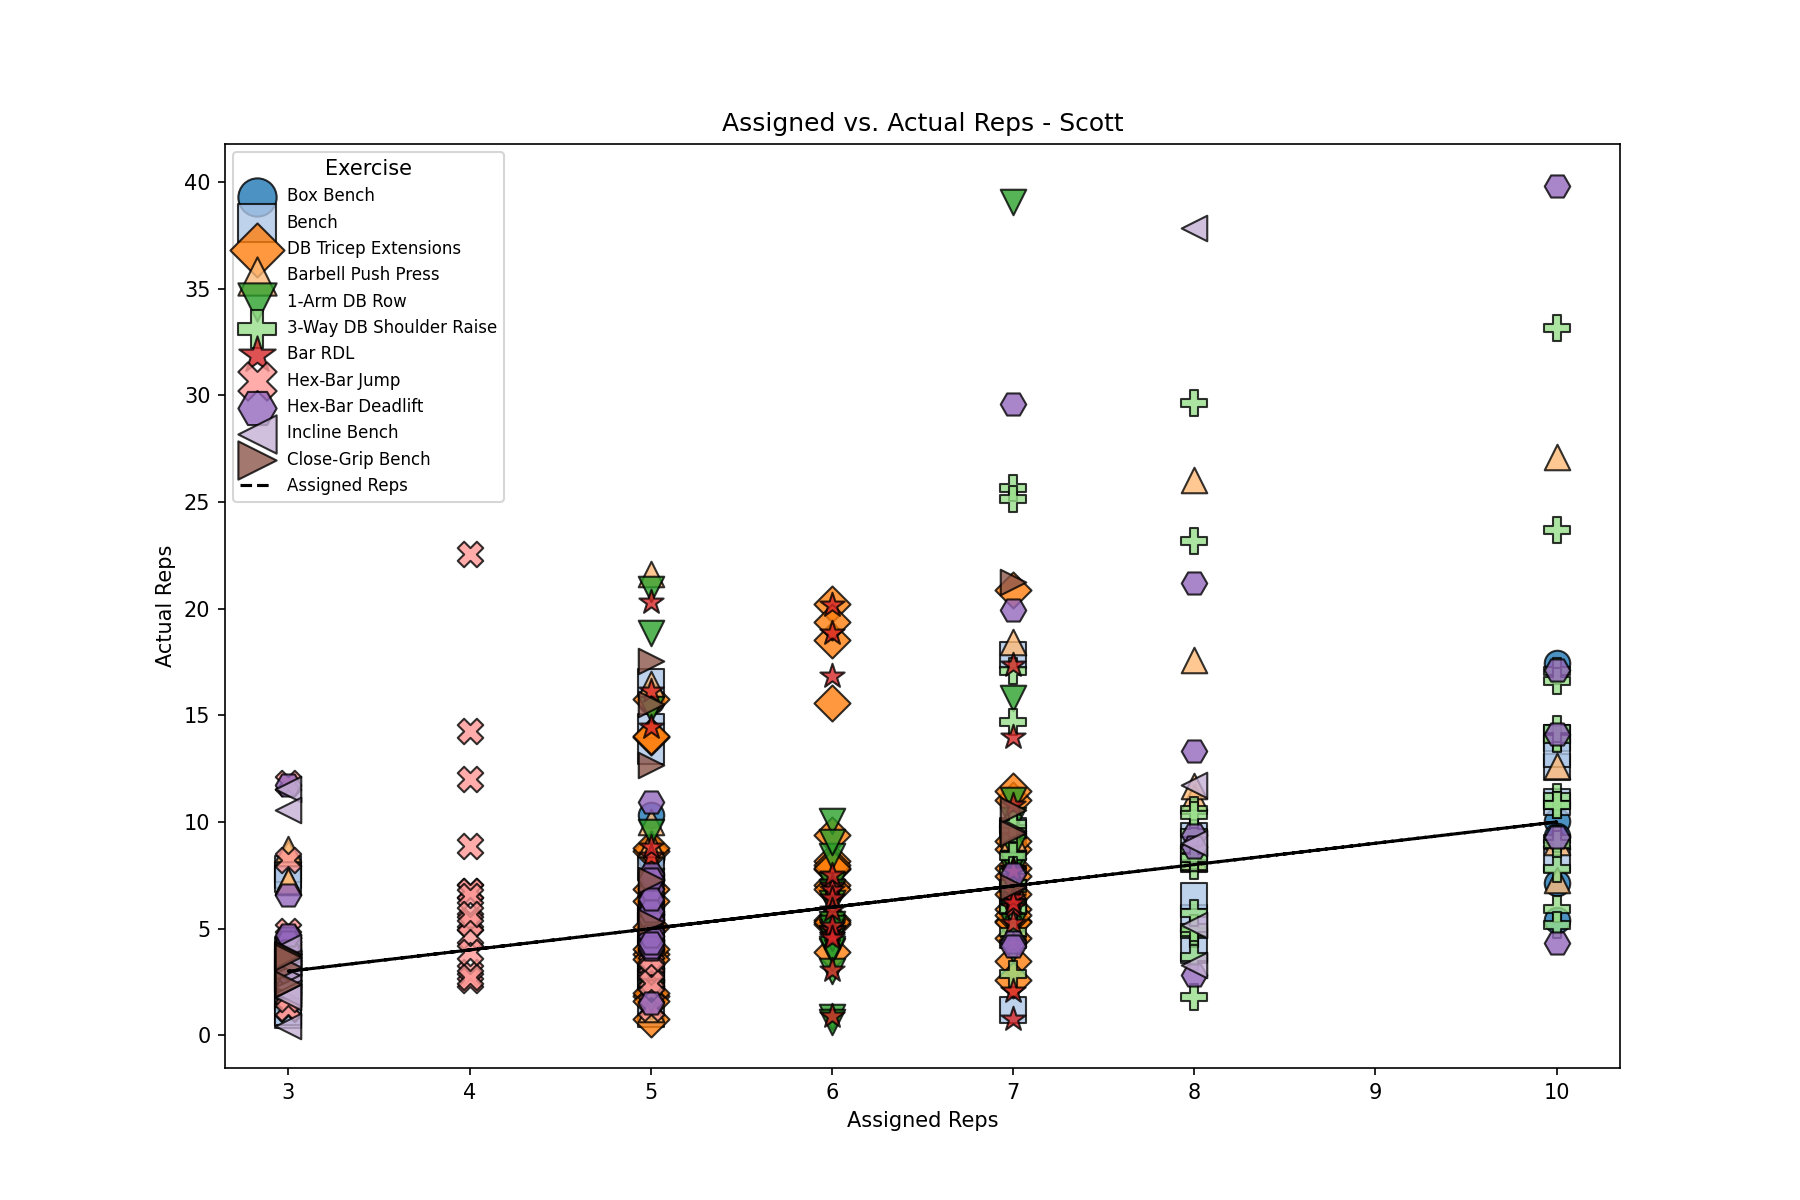 Assigned vs. Actual Reps - Scott
Exercise
Box Bench
Bench
DB Tricep Extensions
Barbell Push Press
1-Arm DB Row
3-Way DB Shoulder Raise
Bar RDL
Hex-Bar Jump
Hex-Bar Deadlift
Incline Bench
Close-Grip Bench
Assigned Reps
Actual Reps
40
35
30
25
20
15
10
5
0
3 4 5 6 7 8 9 10
Assigned Reps